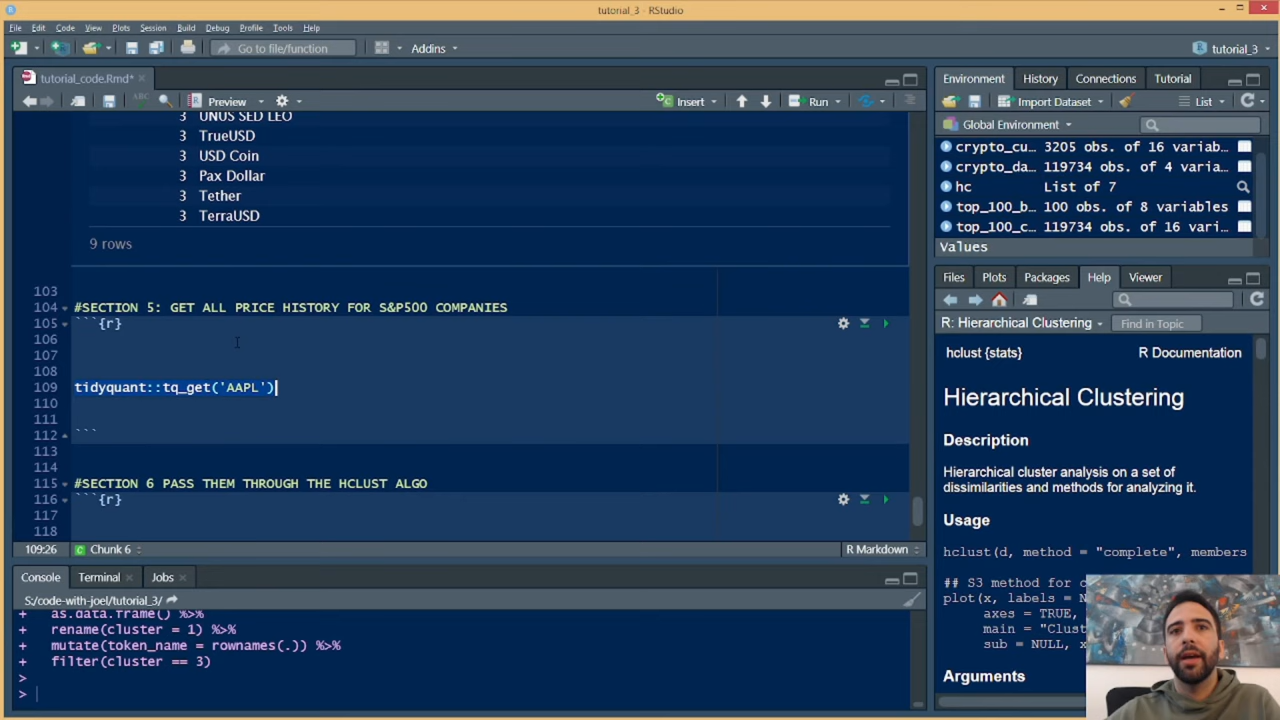 tutorial_3 - RStudio
File Edit Code View Plots Session Build Debug Profile Tools Help
Go to file/function Addins tutorial_3
tutorial_code.Rmd*
ABC Preview Insert Run
3 UNUS SED LEO
3 TrueUSD
3 USD Coin
3 Pax Dollar
3 Tether
3 TerraUSD
9 rows
103
104 #SECTION 5: GET ALL PRICE HISTORY FOR S&P500 COMPANIES
105 ```{r}
106
107
108
109 tidyquant::tq_get('AAPL')
110
111
112 ```
113
114
115 #SECTION 6 PASS THEM THROUGH THE HCLUST ALGO
116 ```{r}
117
118
109:26 Chunk 6 R Markdown
Console Terminal Jobs
S:/code-with-joel/tutorial_3/
+ as.data.frame() %>%
+ rename(cluster = 1) %>%
+ mutate(token_name = rownames(.)) %>%
+ filter(cluster == 3)
>
>
Environment History Connections Tutorial
Import Dataset List
Global Environment
crypto_cu… 3205 obs. of 16 variab…
crypto_da… 119734 obs. of 4 varia…
hc List of 7
top_100_b… 100 obs. of 8 variables
top_100_c… 119734 obs. of 16 vari…
Values
Files Plots Packages Help Viewer
R: Hierarchical Clustering Find in Topic
hclust {stats} R Documentation
Hierarchical Clustering
Description
Hierarchical cluster analysis on a set of
dissimilarities and methods for analyzing it.
Usage
hclust(d, method = "complete", members
## S3 method for c
plot(x, labels = N
axes = TRUE,
main = "Clust
sub = NULL, x
Arguments